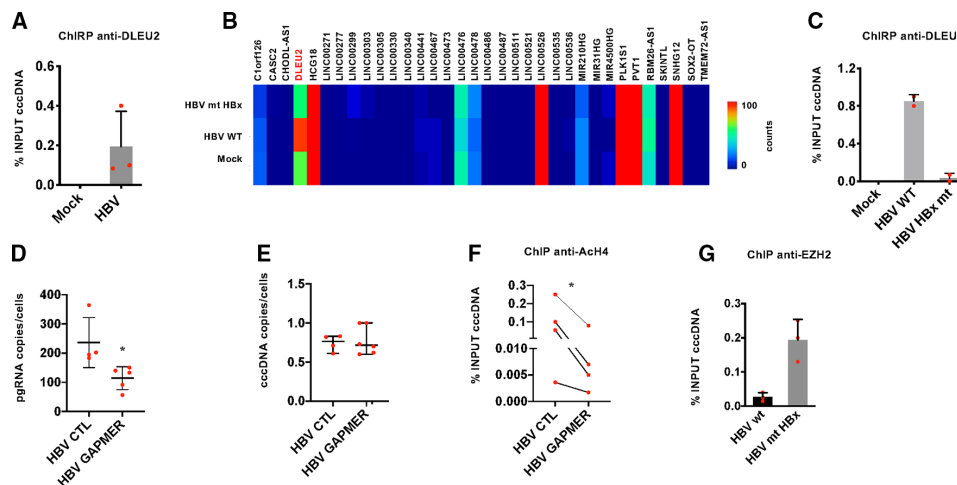 A
ChIRP anti-DLEU2
% INPUT cccDNA
0.6
0.4
0.2
0.0
Mock
HBV
B
C1orf126
CASC2
CHODL-AS1
DLEU2
HCG18
LINC00271
LINC00277
LINC00299
LINC00303
LINC00305
LINC00330
LINC00340
LINC00441
LINC00467
LINC00473
LINC00476
LINC00478
LINC00486
LINC00487
LINC00511
LINC00521
LINC00526
LINC00535
LINC00536
MIR210HG
MIR31HG
MIR4500HG
PLK1S1
PVT1
RBM26-AS1
SKINTL
SNHG12
SOX2-OT
TMEM72-AS1
HBV mt HBx
HBV WT
Mock
100
0
counts
C
ChIRP anti-DLEU
% INPUT cccDNA
1.2
0.8
0.4
0.0
Mock
HBV WT
HBV HBx mt
D
pgRNA copies/cells
400
300
200
100
0
*
HBV CTL
HBV GAPMER
E
cccDNA copies/cells
1.5
1.0
0.5
0.0
HBV CTL
HBV GAPMER
F
ChIP anti-AcH4
% INPUT cccDNA
0.3
0.2
0.1
0.010
0.005
0.000
*
HBV CTL
HBV GAPMER
G
ChIP anti-EZH2
% INPUT cccDNA
0.3
0.2
0.1
0.0
HBV wt
HBV mt HBx